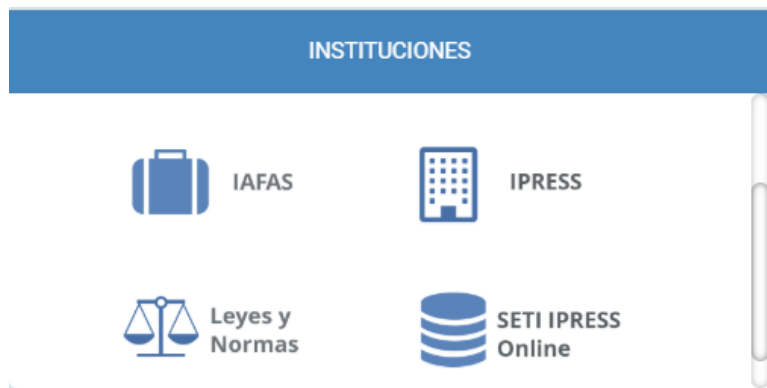 INSTITUCIONES
IAFAS
IPRESS
Leyes y
Normas
SETI IPRESS
Online